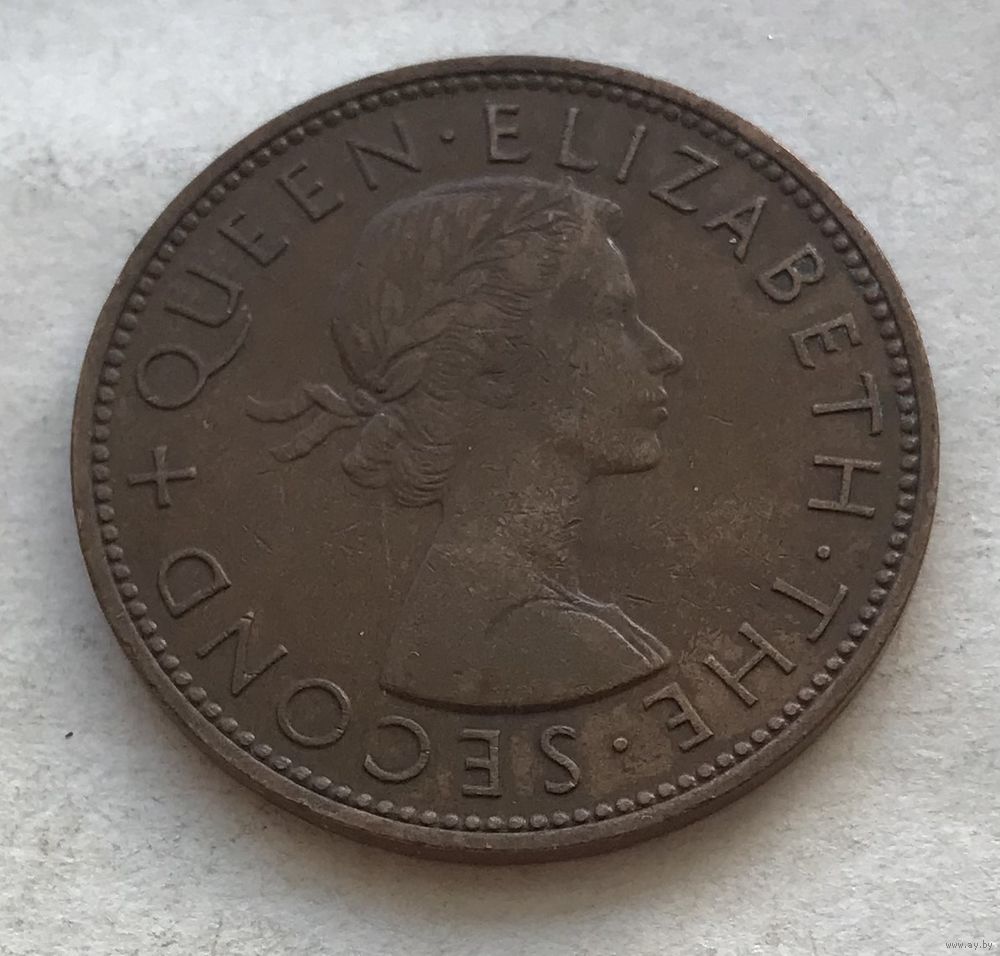 + QUEEN · ELIZABETH · THE · SECOND
www.ay.by